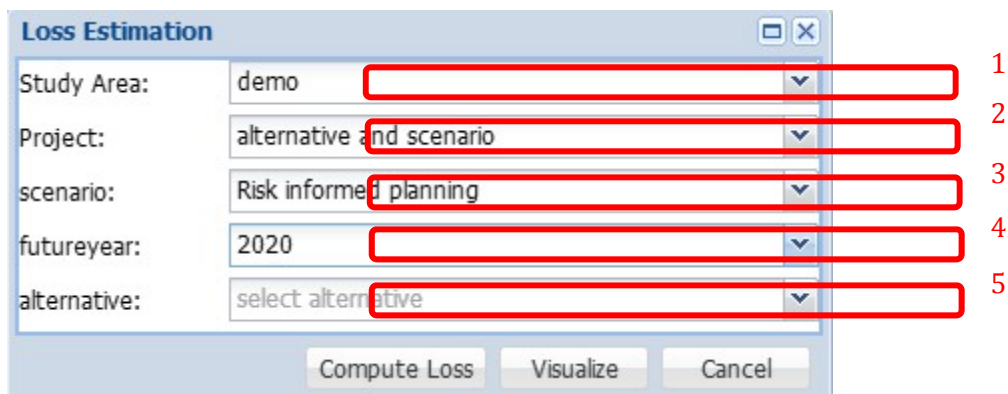 Loss Estimation
Study Area: demo 1
Project: alternative and scenario 2
scenario: Risk informed planning 3
futureyear: 2020 4
alternative: select alternative 5
Compute Loss Visualize Cancel